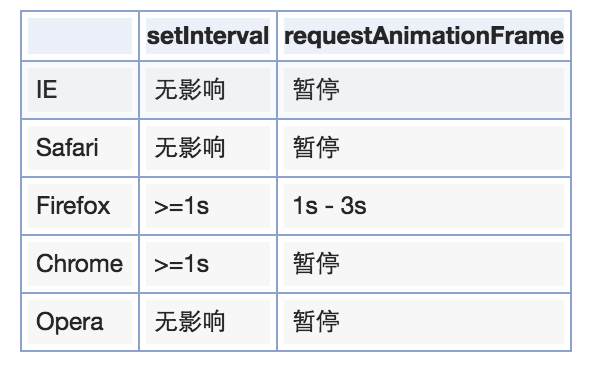 setInterval requestAnimationFrame
IE 无影响 暂停
Safari 无影响 暂停
Firefox >=1s 1s - 3s
Chrome >=1s 暂停
Opera 无影响 暂停